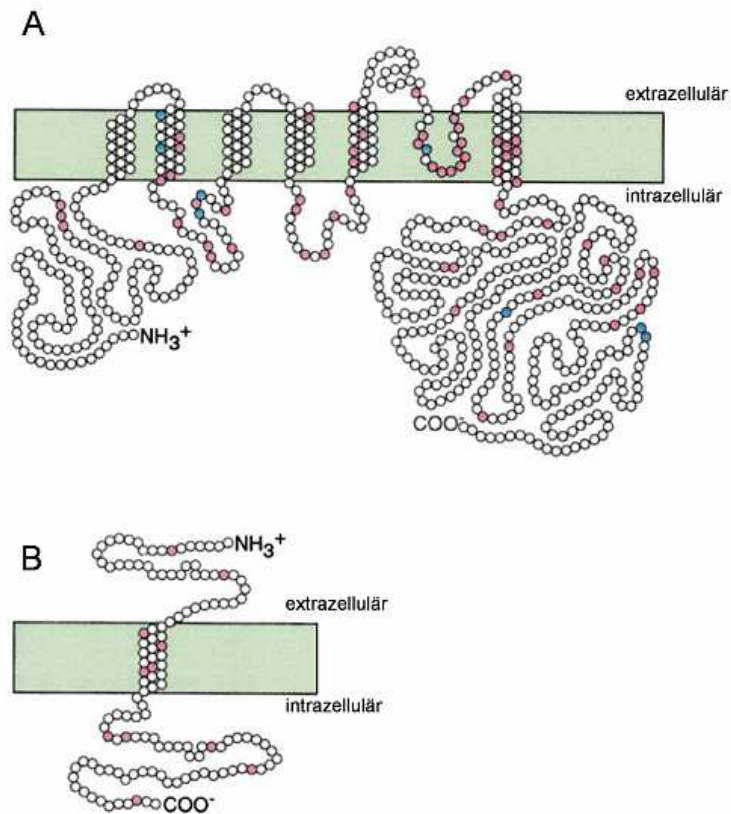 A
extrazellulär
intrazellulär
NH₃⁺
COO⁻
B
NH₃⁺
extrazellulär
intrazellulär
COO⁻